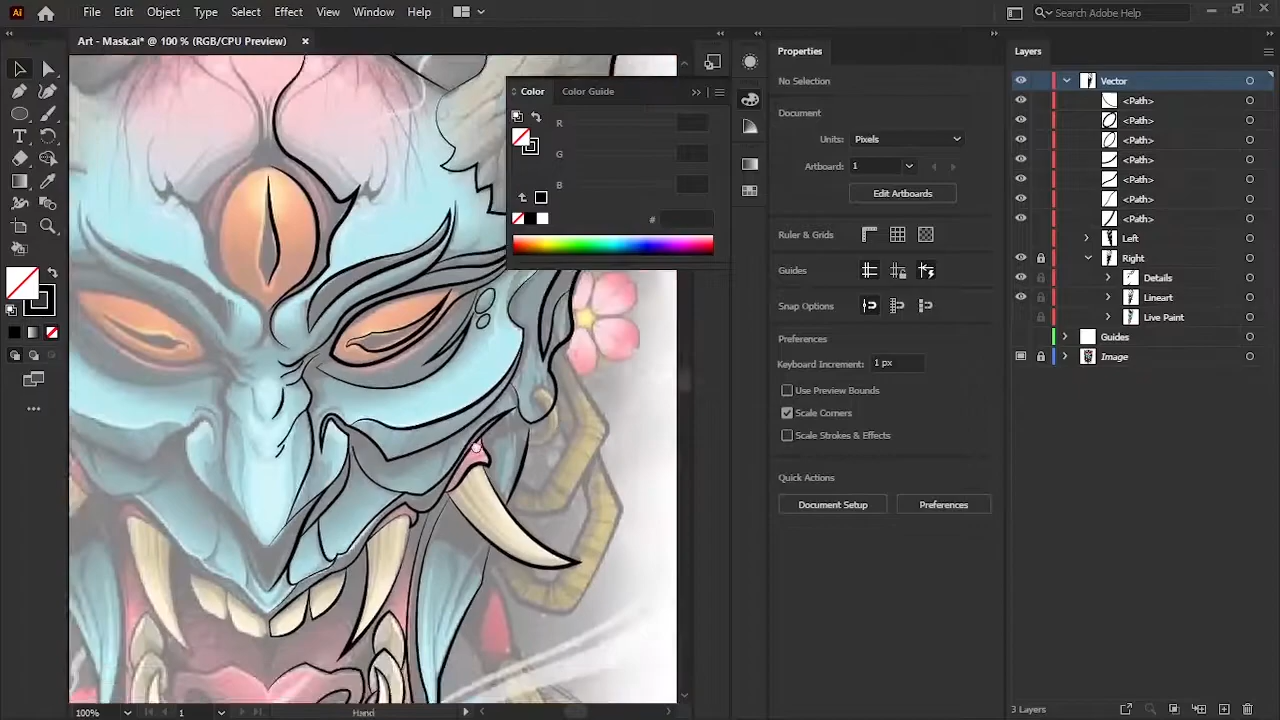 Ai File Edit Object Type Select Effect View Window Help Search Adobe Help
Art - Mask.ai* @ 100 % (RGB/CPU Preview)
Color Color Guide
R
G
B
#
Properties
No Selection
Document
Units: Pixels
Artboard: 1
Edit Artboards
Ruler & Grids
Guides
Snap Options
Preferences
Keyboard Increment: 1 px
Use Preview Bounds
Scale Corners
Scale Strokes & Effects
Quick Actions
Document Setup Preferences
Layers
Vector
<Path>
<Path>
<Path>
<Path>
<Path>
<Path>
<Path>
Left
Right
Details
Lineart
Live Paint
Guides
Image
100% 1 Hand
3 Layers